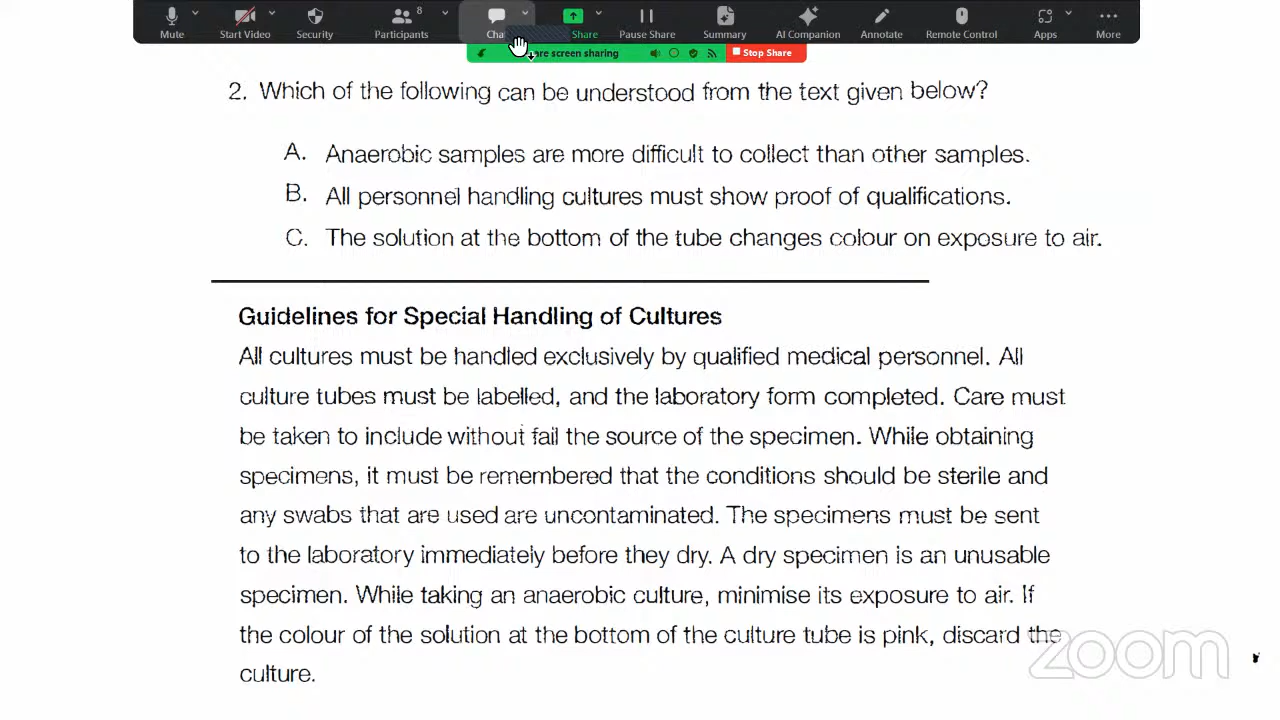 8
Mute
Start Video
Security
Participants
Cha
Share
Pause Share
Summary
AI Companion
Annotate
Remote Control
Apps
More
are screen sharing
Stop Share
2. Which of the following can be understood from the text given below?
A. Anaerobic samples are more difficult to collect than other samples.
B. All personnel handling cultures must show proof of qualifications.
C. The solution at the bottom of the tube changes colour on exposure to air.
Guidelines for Special Handling of Cultures
All cultures must be handled exclusively by qualified medical personnel. All
culture tubes must be labelled, and the laboratory form completed. Care must
be taken to include without fail the source of the specimen. While obtaining
specimens, it must be remembered that the conditions should be sterile and
any swabs that are used are uncontaminated. The specimens must be sent
to the laboratory immediately before they dry. A dry specimen is an unusable
specimen. While taking an anaerobic culture, minimise its exposure to air. If
the colour of the solution at the bottom of the culture tube is pink, discard the
culture.
zoom